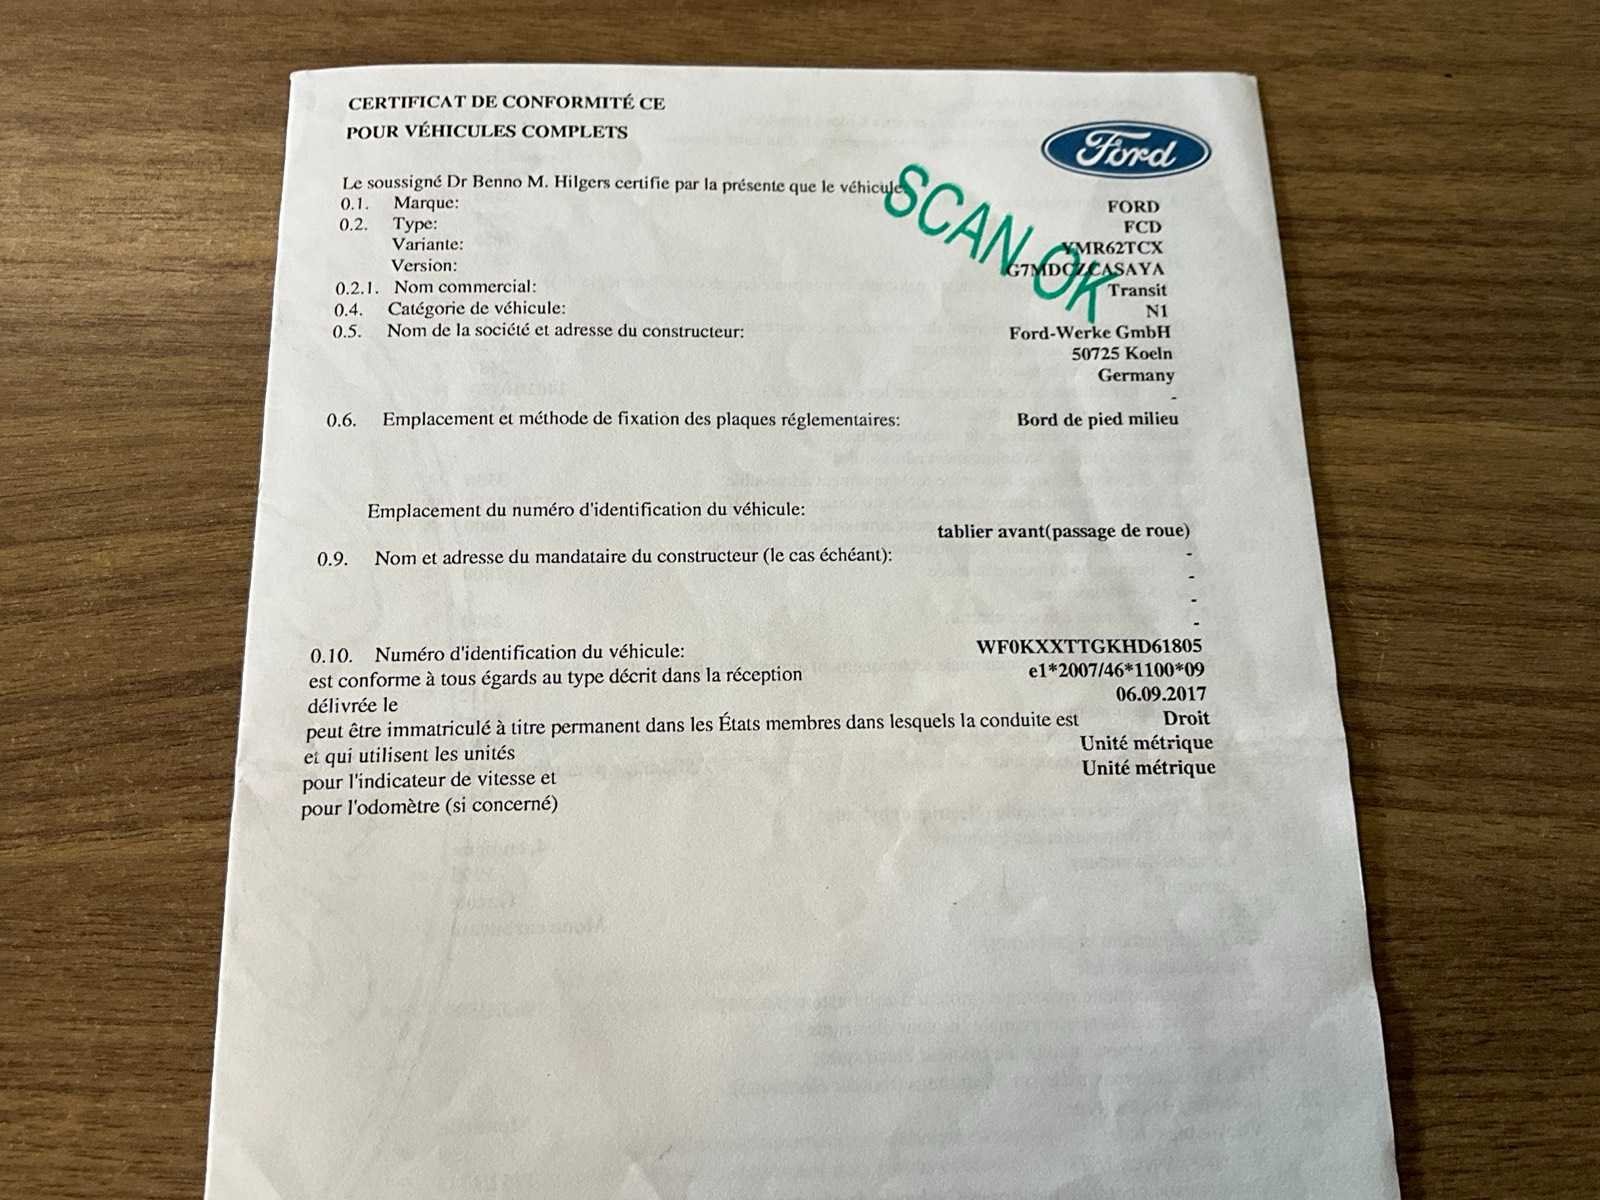 CERTIFICAT DE CONFORMITÉ CE
POUR VÉHICULES COMPLETS
Ford
Le soussigné Dr Benno M. Hilgers certifie par la présente que le véhicule
SCAN OK
0.1. Marque: FORD
0.2. Type: FCD
Variante: YMR62TCX
Version: G7MDCZCASAYA
0.2.1. Nom commercial: Transit
0.4. Catégorie de véhicule: N1
0.5. Nom de la société et adresse du constructeur: Ford-Werke GmbH
50725 Koeln
Germany
-
0.6. Emplacement et méthode de fixation des plaques réglementaires: Bord de pied milieu
Emplacement du numéro d'identification du véhicule:
tablier avant(passage de roue)
0.9. Nom et adresse du mandataire du constructeur (le cas échéant): -
-
-
-
0.10. Numéro d'identification du véhicule: WF0KXXTTGKHD61805
est conforme à tous égards au type décrit dans la réception e1*2007/46*1100*09
délivrée le 06.09.2017
peut être immatriculé à titre permanent dans les États membres dans lesquels la conduite est Droit
et qui utilisent les unités Unité métrique
pour l'indicateur de vitesse et Unité métrique
pour l'odomètre (si concerné)